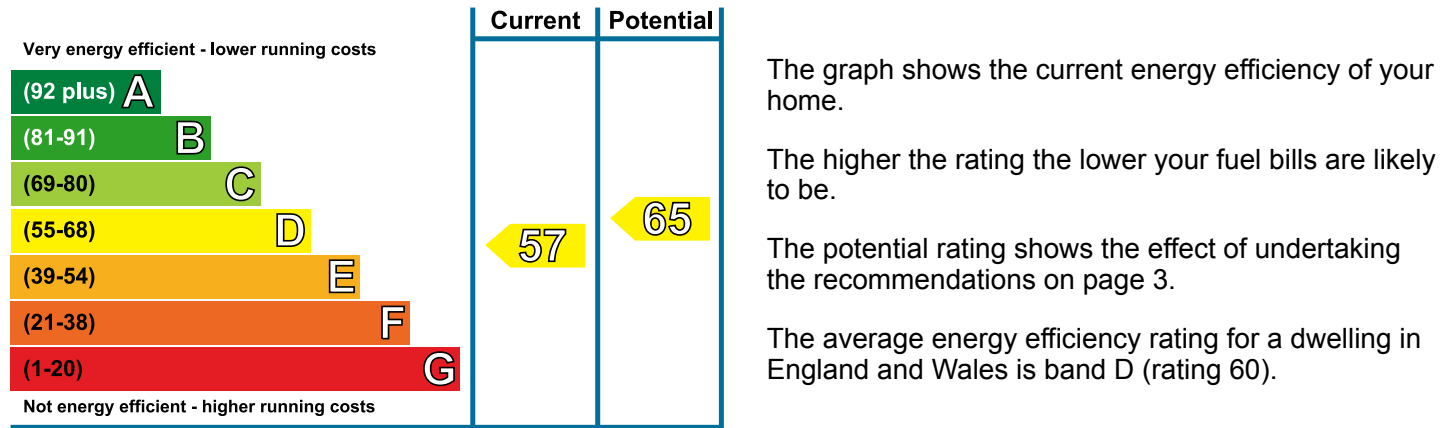 Current Potential
Very energy efficient - lower running costs
(92 plus) A
(81-91) B
(69-80) C
(55-68) D
(39-54) E
(21-38) F
(1-20) G
Not energy efficient - higher running costs
57
65
The graph shows the current energy efficiency of your
home.
The higher the rating the lower your fuel bills are likely
to be.
The potential rating shows the effect of undertaking
the recommendations on page 3.
The average energy efficiency rating for a dwelling in
England and Wales is band D (rating 60).